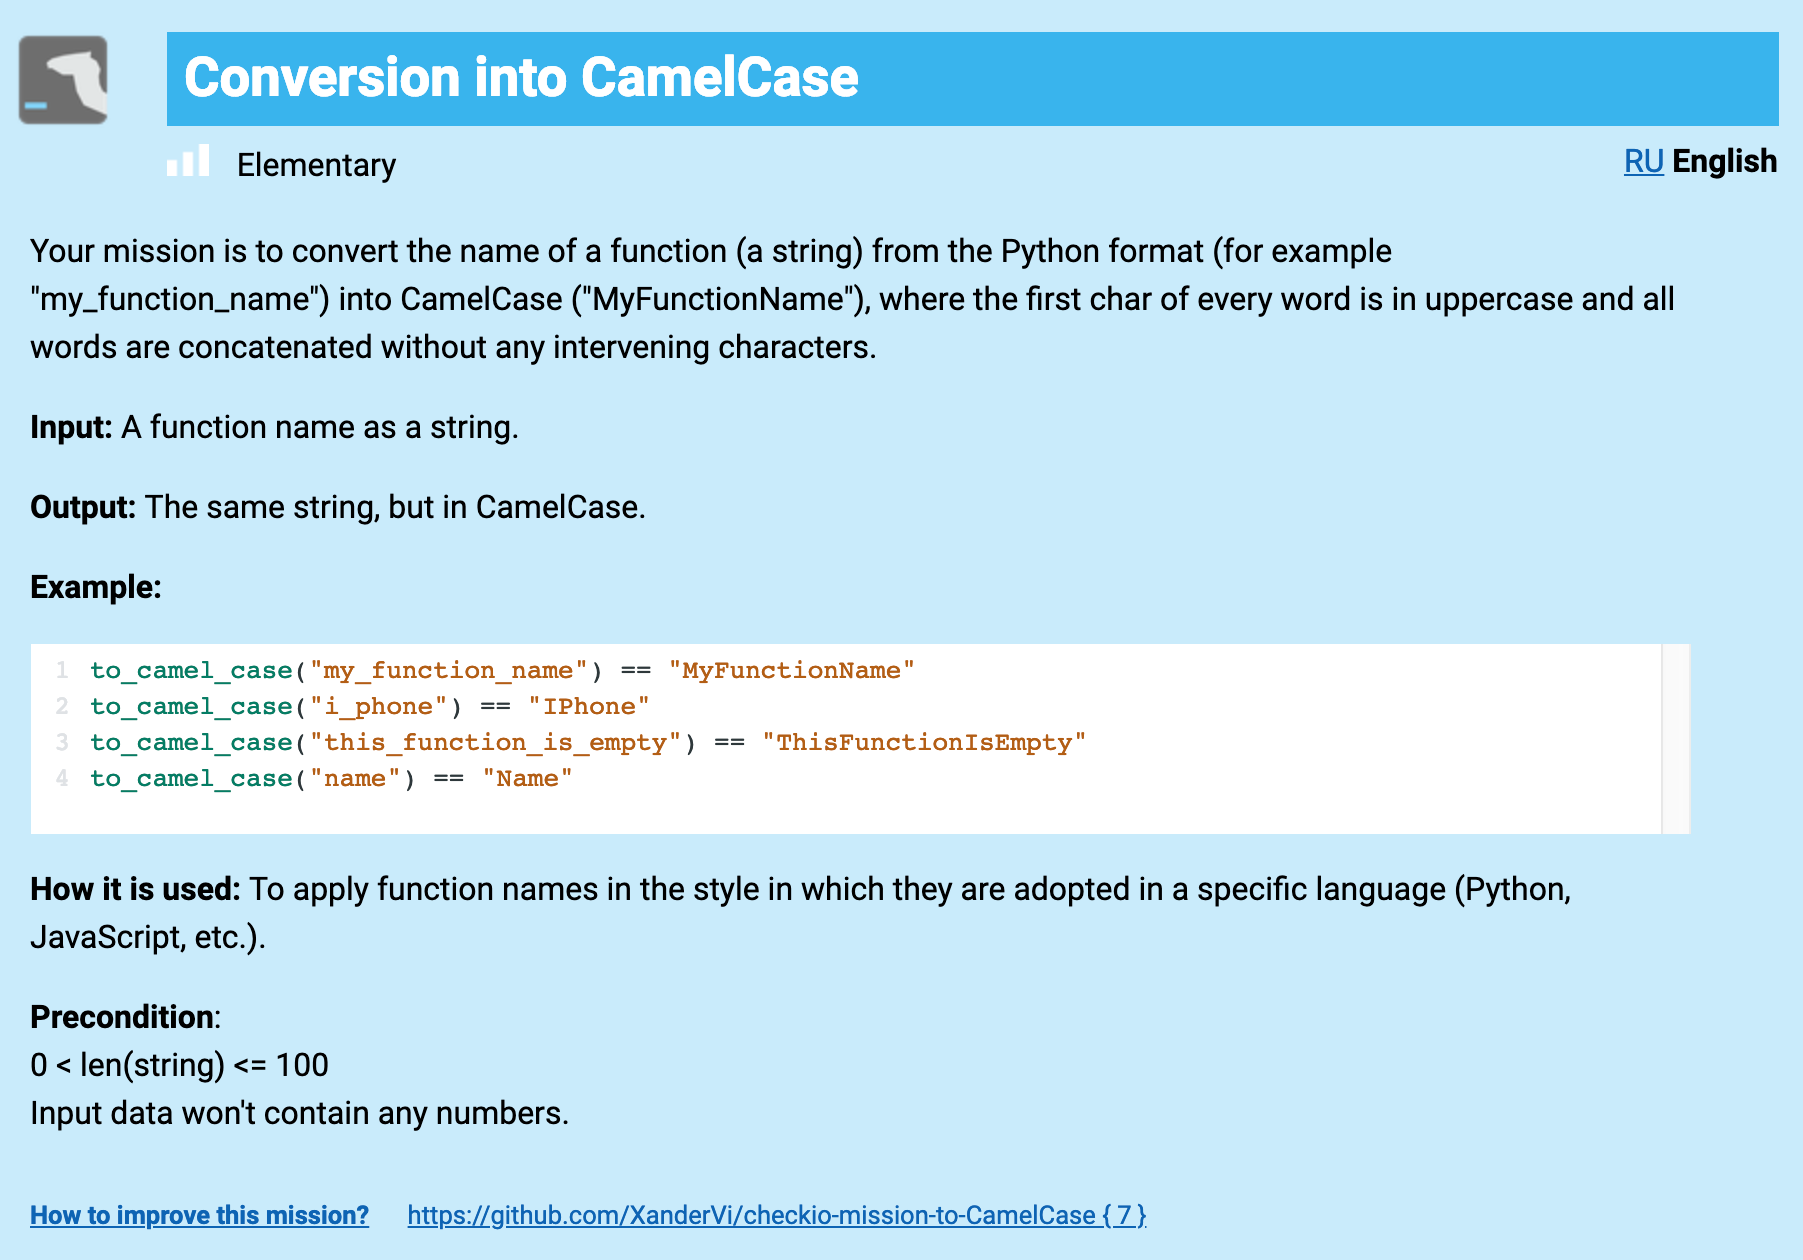 Conversion into CamelCase
Elementary
RU English
Your mission is to convert the name of a function (a string) from the Python format (for example
"my_function_name") into CamelCase ("MyFunctionName"), where the first char of every word is in uppercase and all
words are concatenated without any intervening characters.
Input: A function name as a string.
Output: The same string, but in CamelCase.
Example:
1 to_camel_case("my_function_name") == "MyFunctionName"
2 to_camel_case("i_phone") == "IPhone"
3 to_camel_case("this_function_is_empty") == "ThisFunctionIsEmpty"
4 to_camel_case("name") == "Name"
How it is used: To apply function names in the style in which they are adopted in a specific language (Python,
JavaScript, etc.).
Precondition:
0 < len(string) <= 100
Input data won't contain any numbers.
How to improve this mission? https://github.com/XanderVi/checkio-mission-to-CamelCase { 7 }